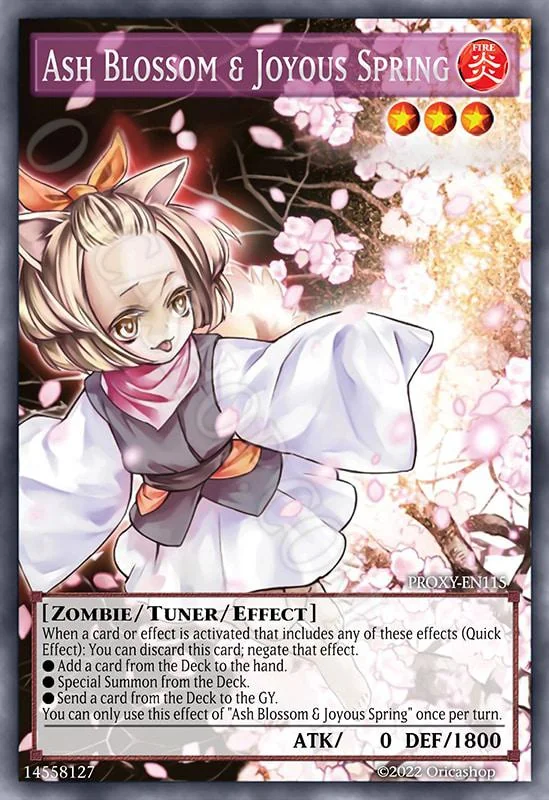 ASH BLOSSOM & JOYOUS SPRING
FIRE
炎
PROXY-EN115
[ZOMBIE/TUNER/EFFECT]
When a card or effect is activated that includes any of these effects (Quick
Effect): You can discard this card; negate that effect.
● Add a card from the Deck to the hand.
● Special Summon from the Deck.
● Send a card from the Deck to the GY.
You can only use this effect of "Ash Blossom & Joyous Spring" once per turn.
ATK/ 0 DEF/1800
14558127 ©2022 Oricashop